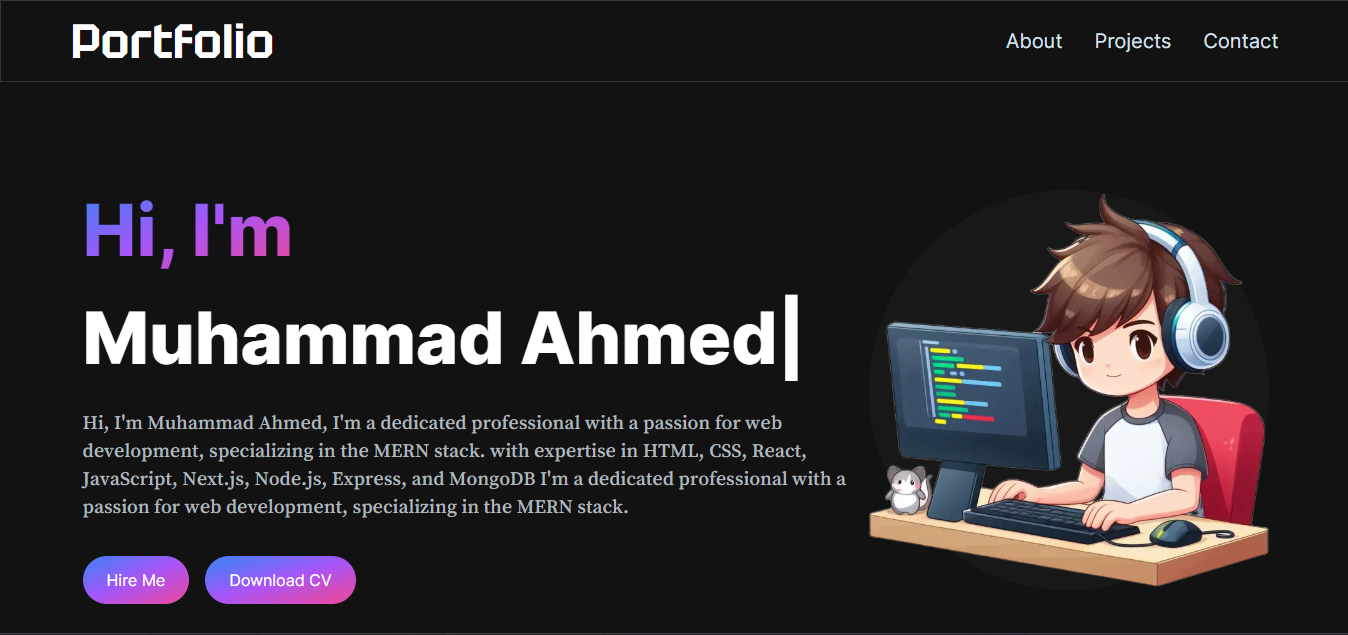 Portfolio
About Projects Contact
Hi, I'm
Muhammad Ahmed|
Hi, I'm Muhammad Ahmed, I'm a dedicated professional with a passion for web
development, specializing in the MERN stack. with expertise in HTML, CSS, React,
JavaScript, Next.js, Node.js, Express, and MongoDB I'm a dedicated professional with a
passion for web development, specializing in the MERN stack.
Hire Me
Download CV